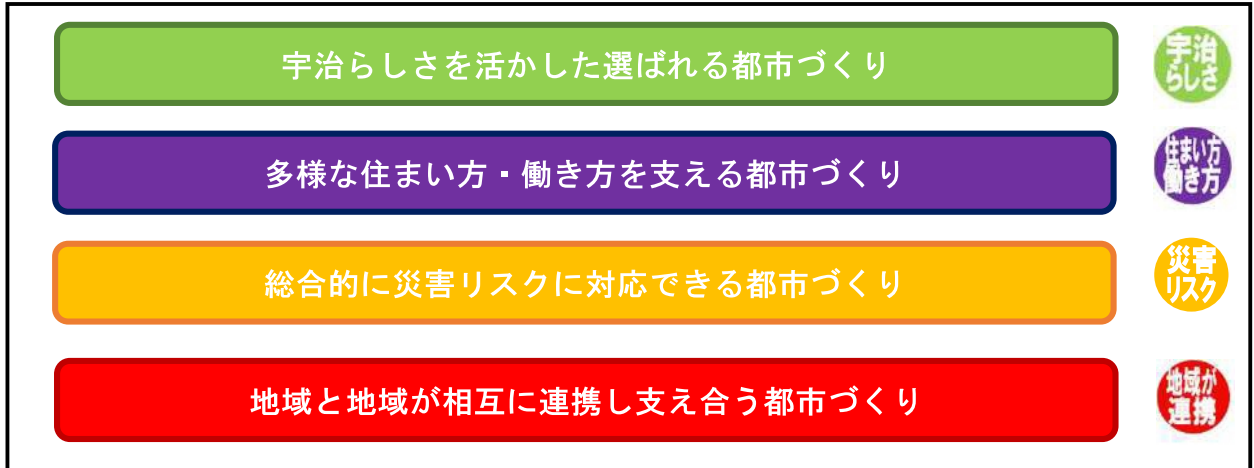 宇治らしさを活かした選ばれる都市づくり
宇治
らしさ
多様な住まい方・働き方を支える都市づくり
住まい方
働き方
総合的に災害リスクに対応できる都市づくり
災害
リスク
地域と地域が相互に連携し支え合う都市づくり
地域が
連携